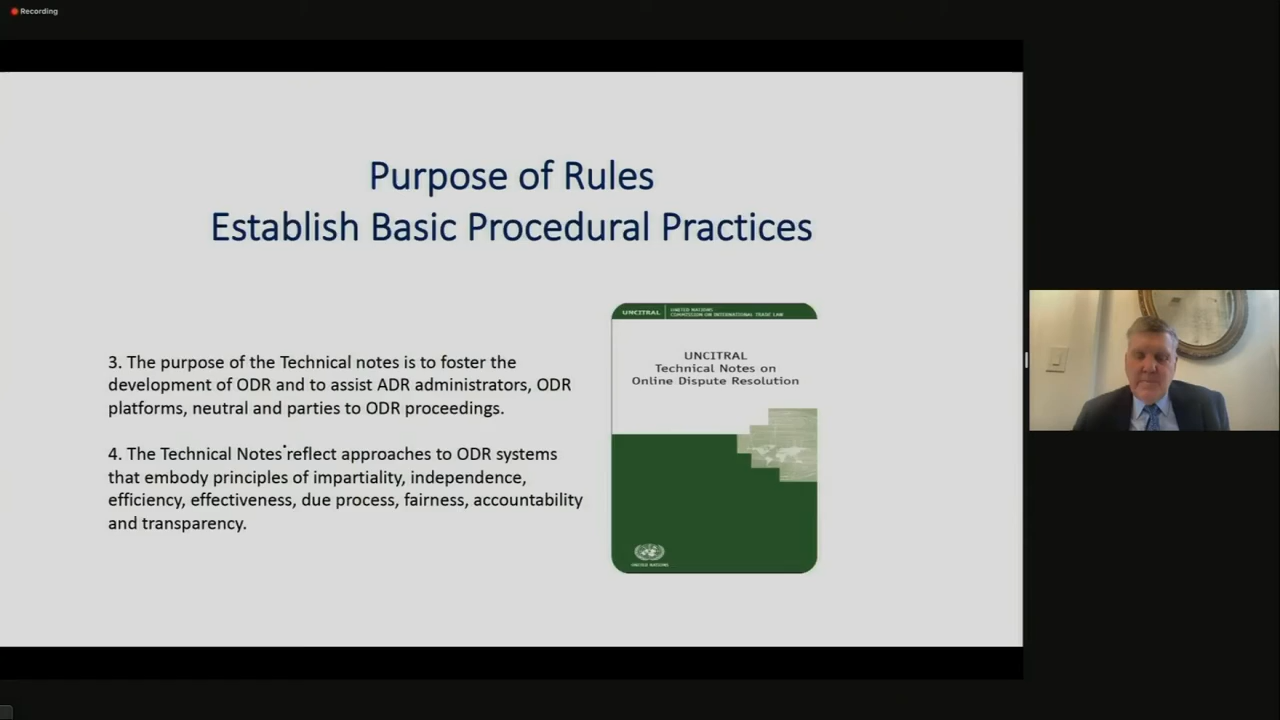 Recording
Purpose of Rules
Establish Basic Procedural Practices
3. The purpose of the Technical notes is to foster the
development of ODR and to assist ADR administrators, ODR
platforms, neutral and parties to ODR proceedings.
4. The Technical Notes reflect approaches to ODR systems
that embody principles of impartiality, independence,
efficiency, effectiveness, due process, fairness, accountability
and transparency.
UNCITRAL
UNITED NATIONS
COMMISSION ON INTERNATIONAL TRADE LAW
UNCITRAL
Technical Notes on
Online Dispute Resolution
UNITED NATIONS